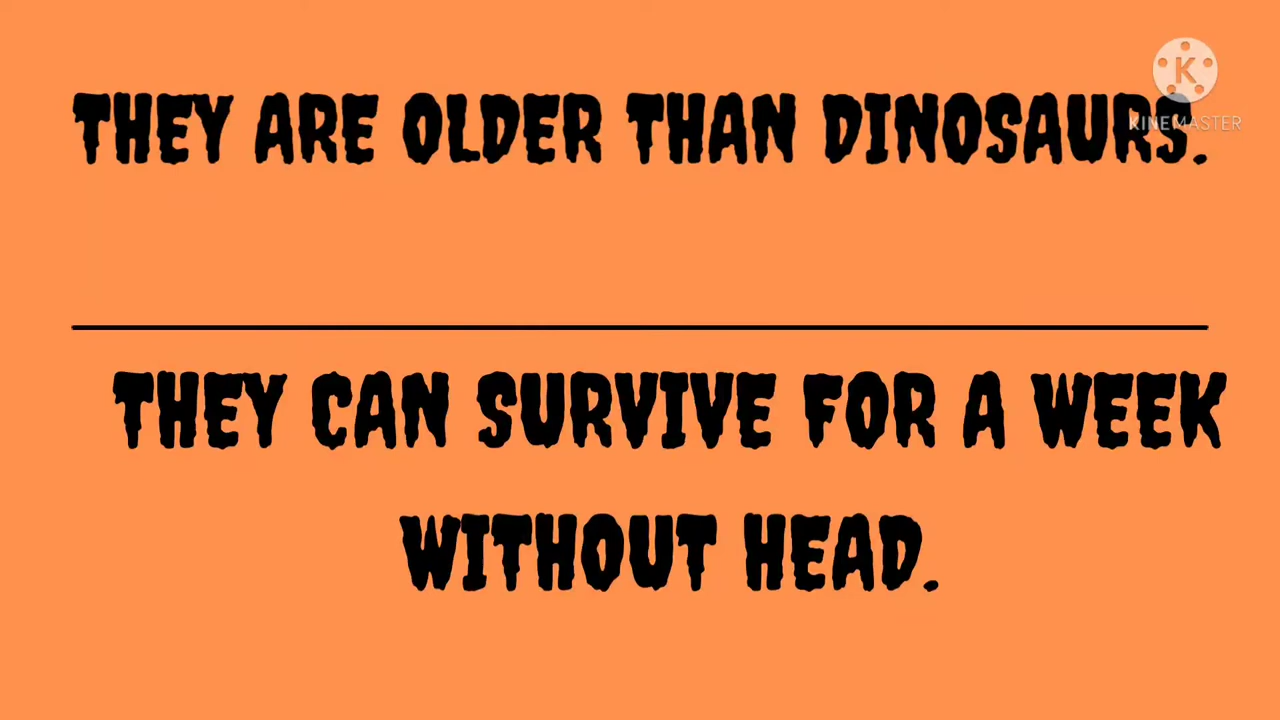 THEY ARE OLDER THAN DINOSAURS.
THEY CAN SURVIVE FOR A WEEK
WITHOUT HEAD.
K
KINEMASTER